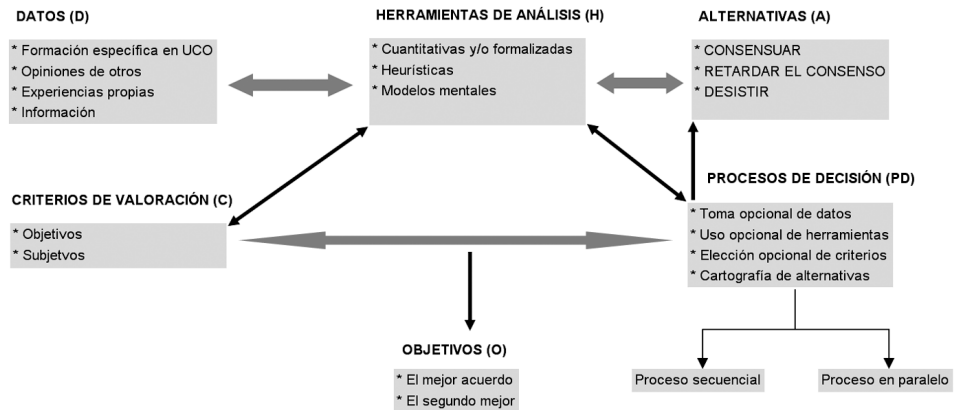 DATOS (D)
* Formación específica en UCO
* Opiniones de otros
* Experiencias propias
* Información
HERRAMIENTAS DE ANÁLISIS (H)
* Cuantitativas y/o formalizadas
* Heurísticas
* Modelos mentales
ALTERNATIVAS (A)
* CONSENSUAR
* RETARDAR EL CONSENSO
* DESISTIR
CRITERIOS DE VALORACIÓN (C)
* Objetivos
* Subjetvos
PROCESOS DE DECISIÓN (PD)
* Toma opcional de datos
* Uso opcional de herramientas
* Elección opcional de criterios
* Cartografía de alternativas
OBJETIVOS (O)
* El mejor acuerdo
* El segundo mejor
Proceso secuencial
Proceso en paralelo